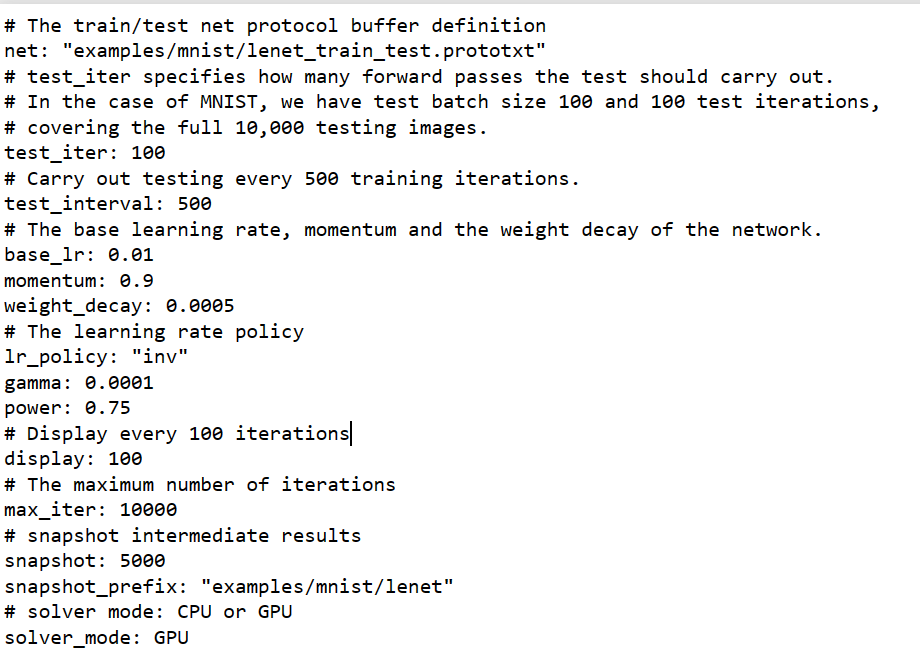 # The train/test net protocol buffer definition
net: "examples/mnist/lenet_train_test.prototxt"
# test_iter specifies how many forward passes the test should carry out.
# In the case of MNIST, we have test batch size 100 and 100 test iterations,
# covering the full 10,000 testing images.
test_iter: 100
# Carry out testing every 500 training iterations.
test_interval: 500
# The base learning rate, momentum and the weight decay of the network.
base_lr: 0.01
momentum: 0.9
weight_decay: 0.0005
# The learning rate policy
lr_policy: "inv"
gamma: 0.0001
power: 0.75
# Display every 100 iterations
display: 100
# The maximum number of iterations
max_iter: 10000
# snapshot intermediate results
snapshot: 5000
snapshot_prefix: "examples/mnist/lenet"
# solver mode: CPU or GPU
solver_mode: GPU